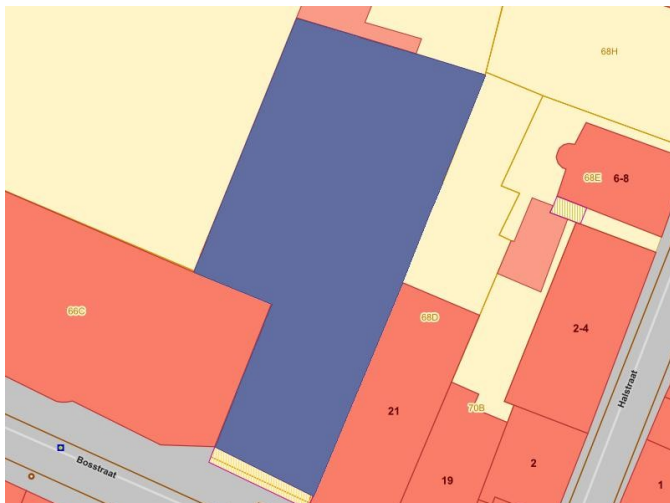 68H
68E
6-8
66C
68D
2-4
Halstraat
21
70B
Bosstraat
19
2
1